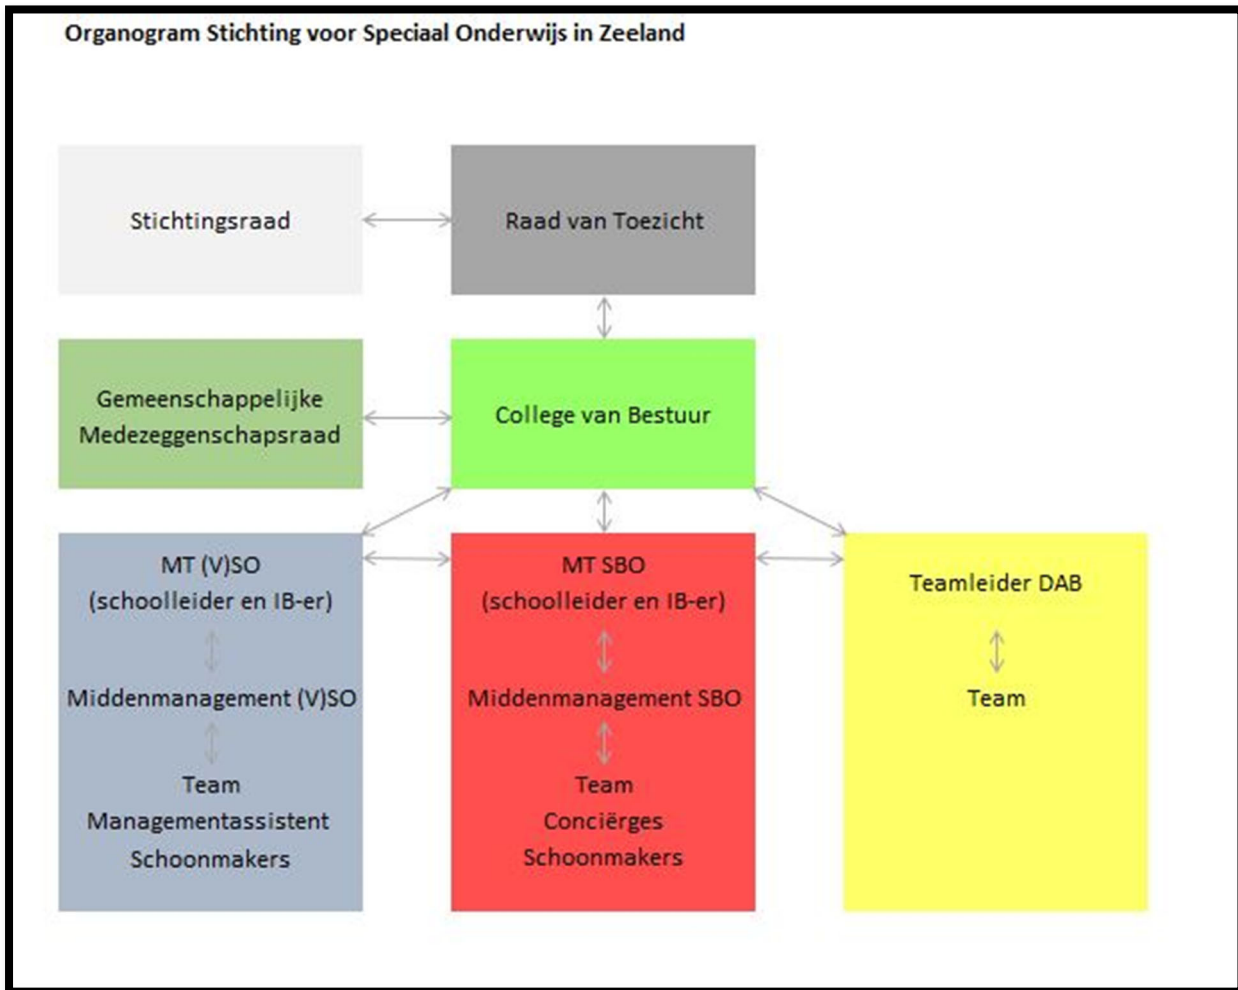 Organogram Stichting voor Speciaal Onderwijs in Zeeland
Stichtingsraad
Raad van Toezicht
Gemeenschappelijke
Medezeggenschapsraad
College van Bestuur
MT (V)SO
(schoolleider en IB-er)
Middenmanagement (V)SO
Team
Managementassistent
Schoonmakers
MT SBO
(schoolleider en IB-er)
Middenmanagement SBO
Team
Conciërges
Schoonmakers
Teamleider DAB
Team